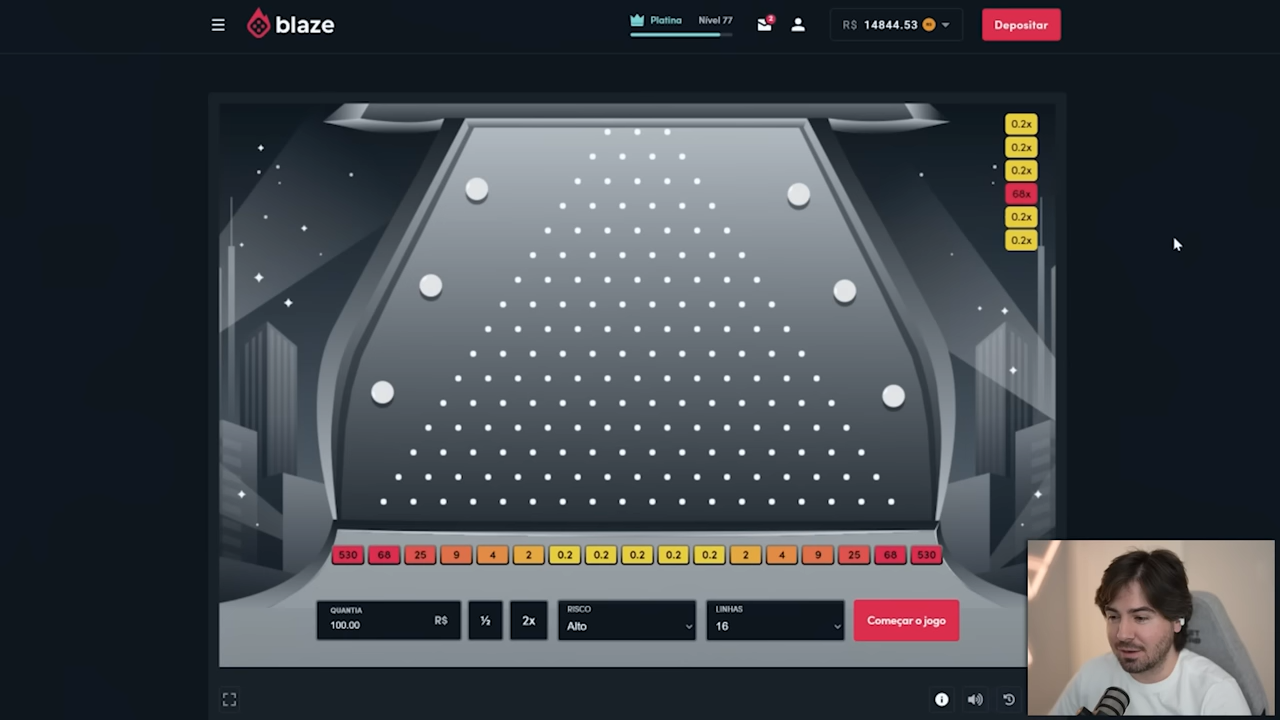 blaze
Platina Nível 77
2
R$ 14844.53 R$
Depositar
0.2x
0.2x
0.2x
68x
0.2x
0.2x
530 68 25 9 4 2 0.2 0.2 0.2 0.2 0.2 2 4 9 25 68 530
QUANTIA
100.00 R$
½
2x
RISCO
Alto
LINHAS
16
Começar o jogo